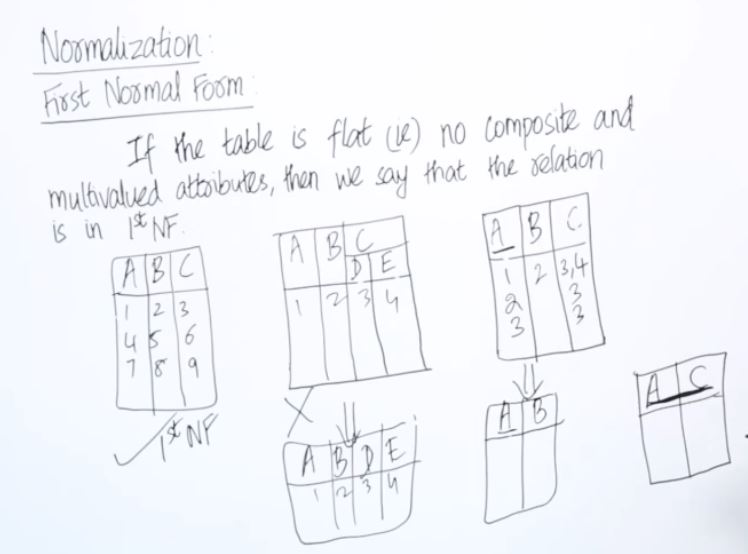 Normalization:
First Normal Form:
If the table is flat (ie) no composite and
multivalued attributes, then we say that the relation
is in 1st NF.
A B C
1 2 3
4 5 6
7 8 9
1st NF
A B C
D E
1 2 3 4
A B D E
1 2 3 4
A B C
1 2 3,4
2 3
3 3
A B
A C